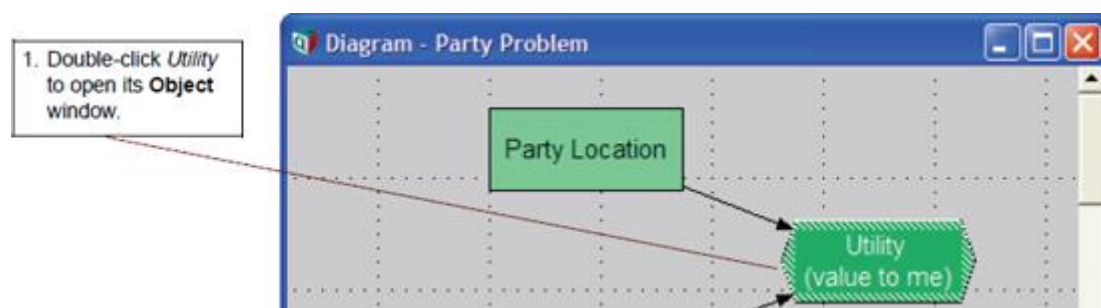 1. Double-click Utility
to open its Object
window.
Diagram - Party Problem
Party Location
Utility
(value to me)